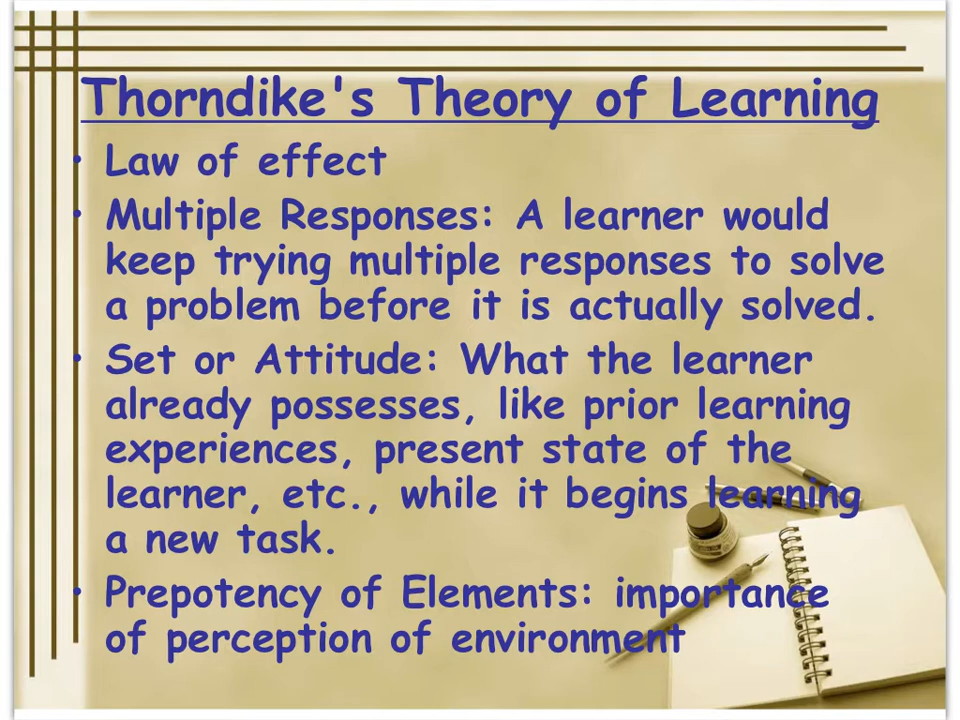 Thorndike's Theory of Learning
• Law of effect
• Multiple Responses: A learner would
keep trying multiple responses to solve
a problem before it is actually solved.
• Set or Attitude: What the learner
already possesses, like prior learning
experiences, present state of the
learner, etc., while it begins learning
a new task.
• Prepotency of Elements: importance
of perception of environment